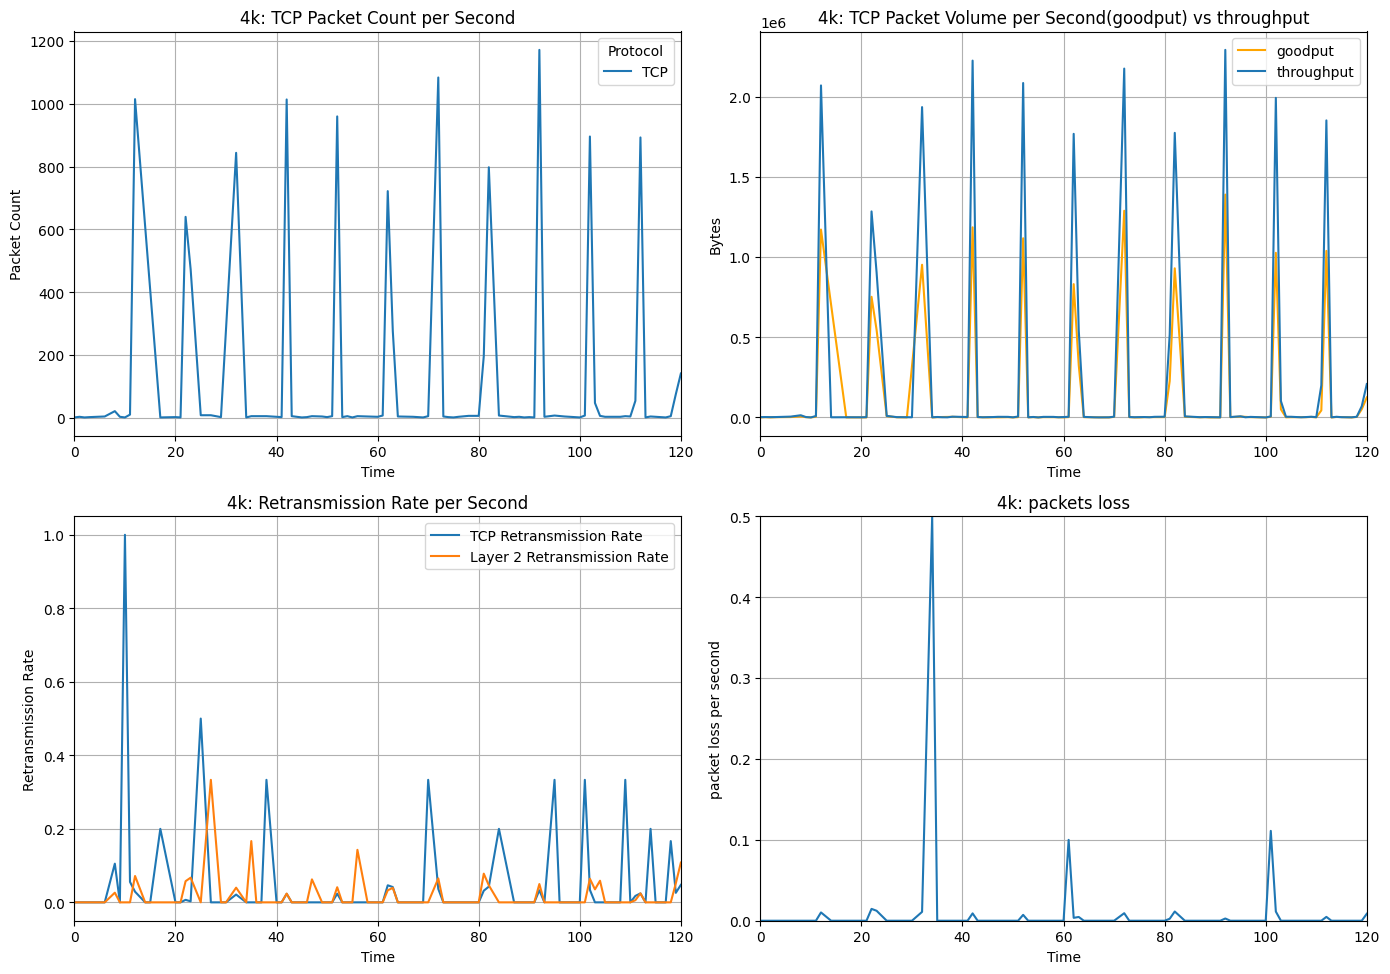 4k: TCP Packet Count per Second
Packet Count
1200
1000
800
600
400
200
0
0 20 40 60 80 100 120
Time
Protocol
TCP
4k: TCP Packet Volume per Second(goodput) vs throughput
1e6
Bytes
2.0
1.5
1.0
0.5
0.0
0 20 40 60 80 100 120
Time
goodput
throughput
4k: Retransmission Rate per Second
Retransmission Rate
1.0
0.8
0.6
0.4
0.2
0.0
0 20 40 60 80 100 120
Time
TCP Retransmission Rate
Layer 2 Retransmission Rate
4k: packets loss
packet loss per second
0.5
0.4
0.3
0.2
0.1
0.0
0 20 40 60 80 100 120
Time